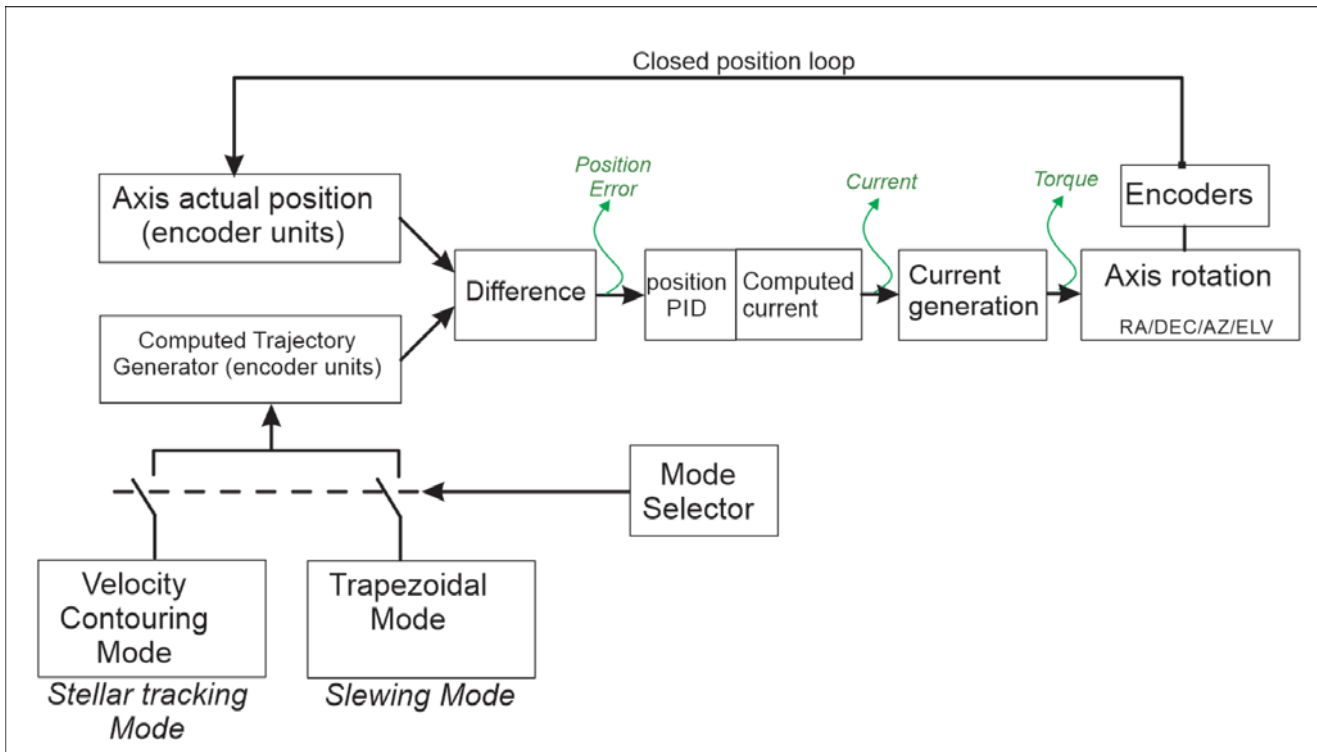 Closed position loop
Axis actual position
(encoder units)
Position
Error
Current
Torque
Encoders
Difference
position
PID
Computed
current
Current
generation
Axis rotation
RA/DEC/AZ/ELV
Computed Trajectory
Generator (encoder units)
Mode
Selector
Velocity
Contouring
Mode
Stellar tracking
Mode
Trapezoidal
Mode
Slewing Mode